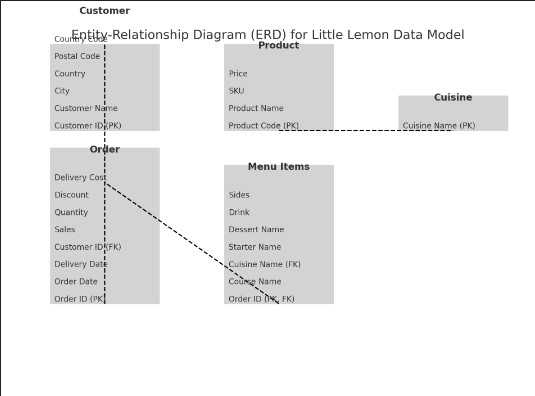 Customer
Entity-Relationship Diagram (ERD) for Little Lemon Data Model
Country Code
Postal Code
Country
City
Customer Name
Customer ID (PK)
Product
Price
SKU
Product Name
Product Code (PK)
Cuisine
Cuisine Name (PK)
Order
Delivery Cost
Discount
Quantity
Sales
Customer ID (FK)
Delivery Date
Order Date
Order ID (PK)
Menu Items
Sides
Drink
Dessert Name
Starter Name
Cuisine Name (FK)
Course Name
Order ID (PK, FK)